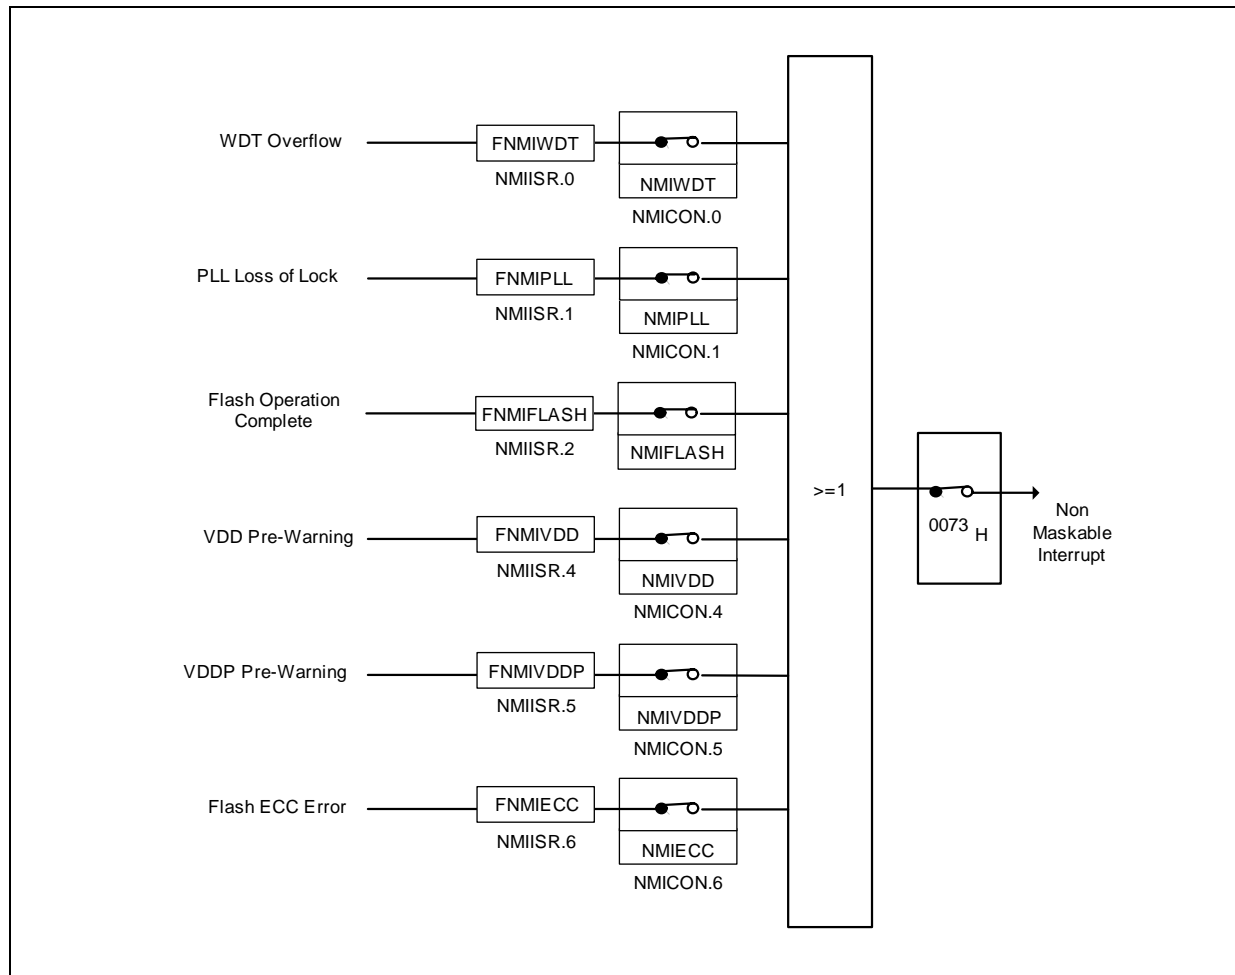 WDT Overflow
FNMIWDT
NMIISR.0
NMIWDT
NMICON.0
PLL Loss of Lock
FNMIPLL
NMIISR.1
NMIPLL
NMICON.1
Flash Operation
Complete
FNMIFLASH
NMIISR.2
NMIFLASH
VDD Pre-Warning
FNMIVDD
NMIISR.4
NMIVDD
NMICON.4
VDDP Pre-Warning
FNMIVDDP
NMIISR.5
NMIVDDP
NMICON.5
Flash ECC Error
FNMIECC
NMIISR.6
NMIECC
NMICON.6
>=1
0073 H
Non
Maskable
Interrupt